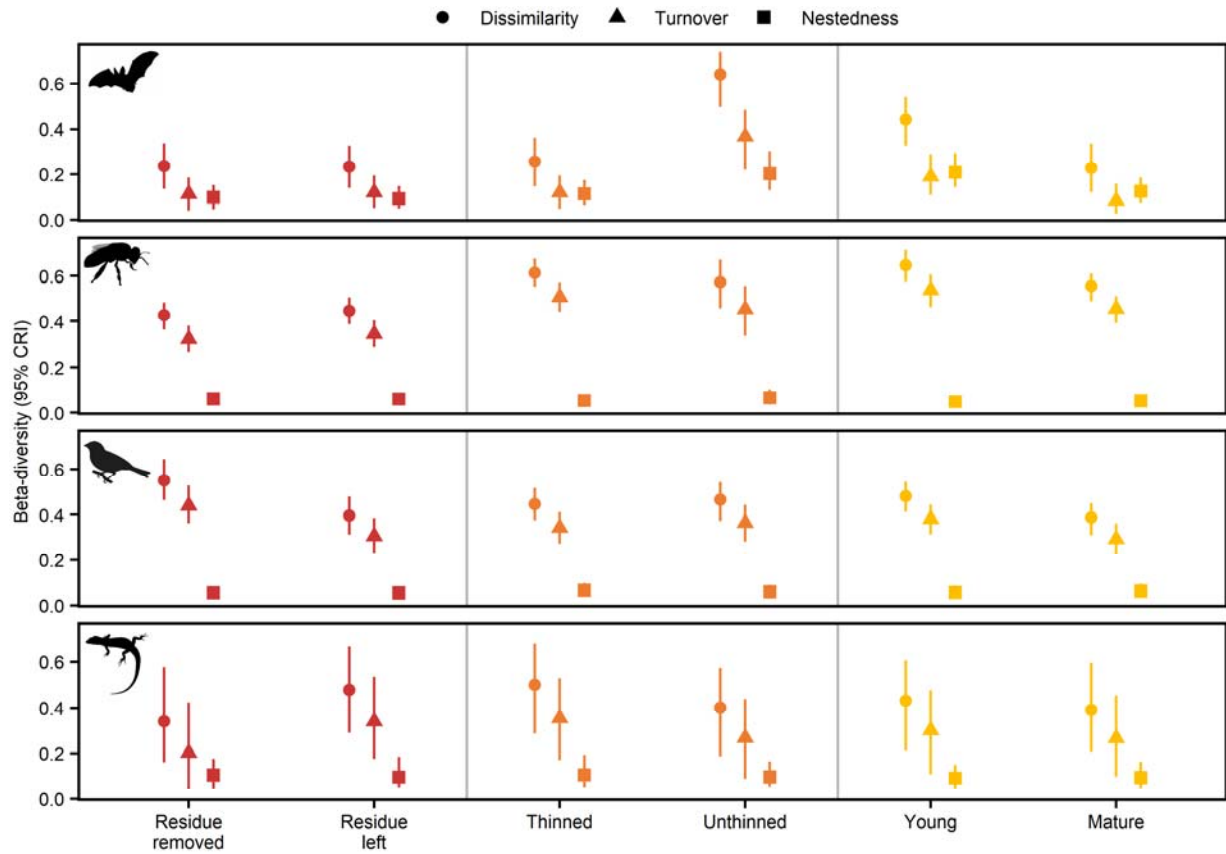 Dissimilarity Turnover Nestedness
Beta-diversity (95% CRI)
0.6
0.4
0.2
0.0
0.6
0.4
0.2
0.0
0.6
0.4
0.2
0.0
0.6
0.4
0.2
0.0
Residue removed
Residue left
Thinned
Unthinned
Young
Mature